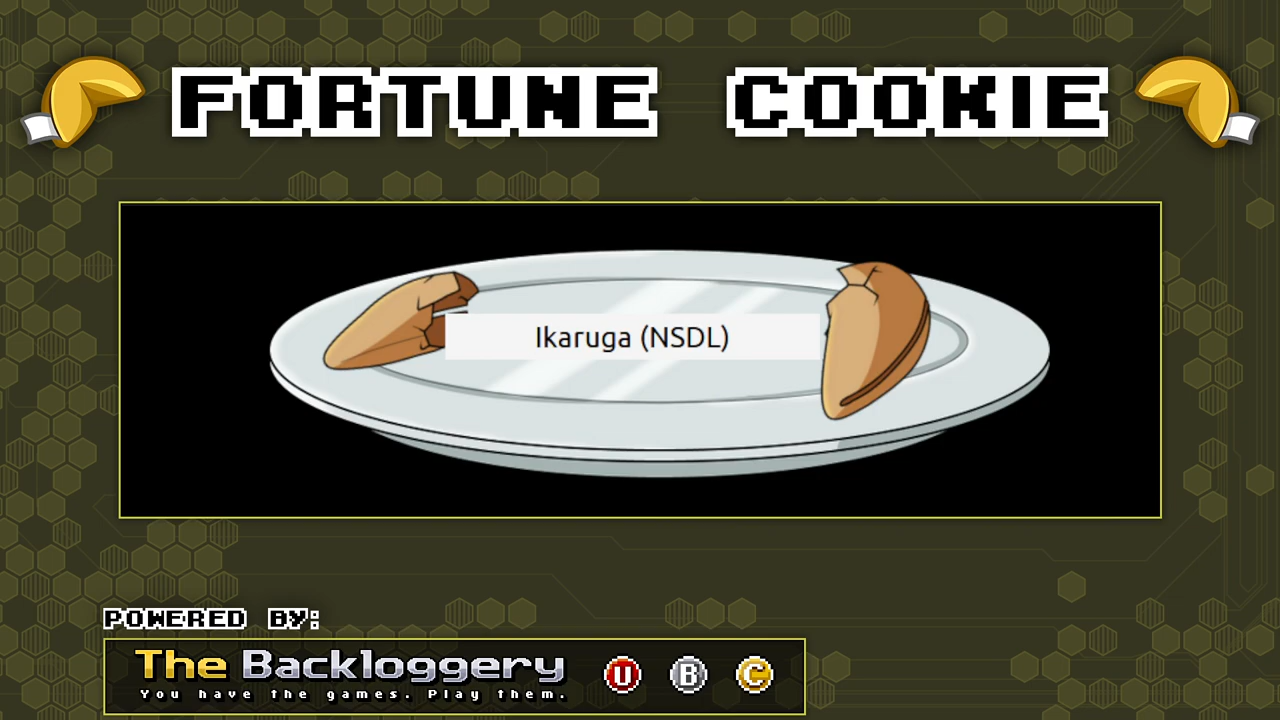 FORTUNE COOKIE
Ikaruga (NSDL)
POWERED BY:
The Backloggery
You have the games. Play them.
U B C